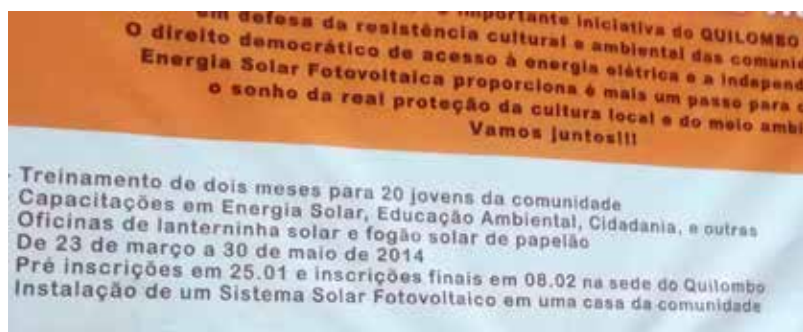 importante iniciativa do QUILOMBO
em defesa da resistência cultural e ambiental das
O direito democrático de acesso à energia elétrica e a
Energia Solar Fotovoltaica proporciona é mais um passo para
o sonho da real proteção da cultura local e do meio
Vamos juntos!!!
- Treinamento de dois meses para 20 jovens da comunidade
Capacitações em Energia Solar, Educação Ambiental, Cidadania, e outras
Oficinas de lanterninha solar e fogão solar de papelão
De 23 de março a 30 de maio de 2014
Pré inscrições em 25.01 e inscrições finais em 08.02 na sede do Quilombo
Instalação de um Sistema Solar Fotovoltaico em uma casa da comunidade